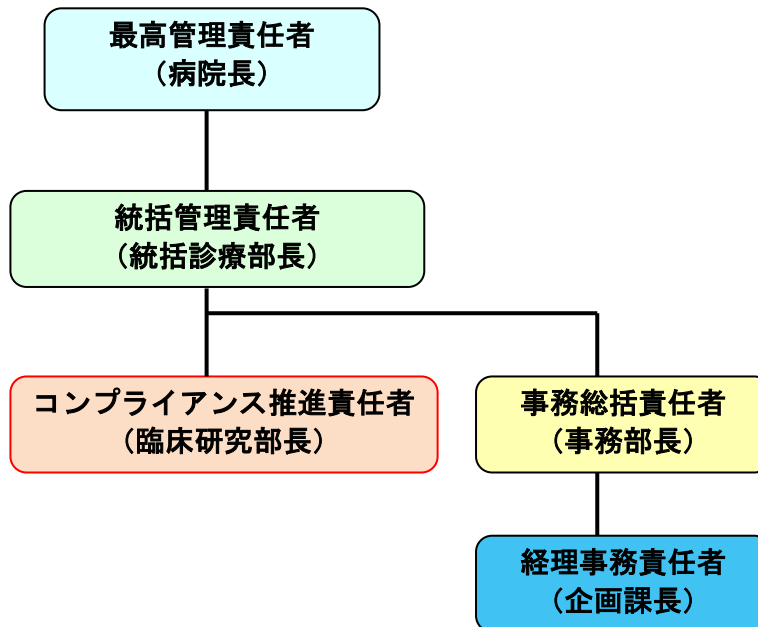 最高管理責任者
（病院長）
統括管理責任者
（統括診療部長）
コンプライアンス推進責任者
（臨床研究部長）
事務総括責任者
（事務部長）
経理事務責任者
（企画課長）